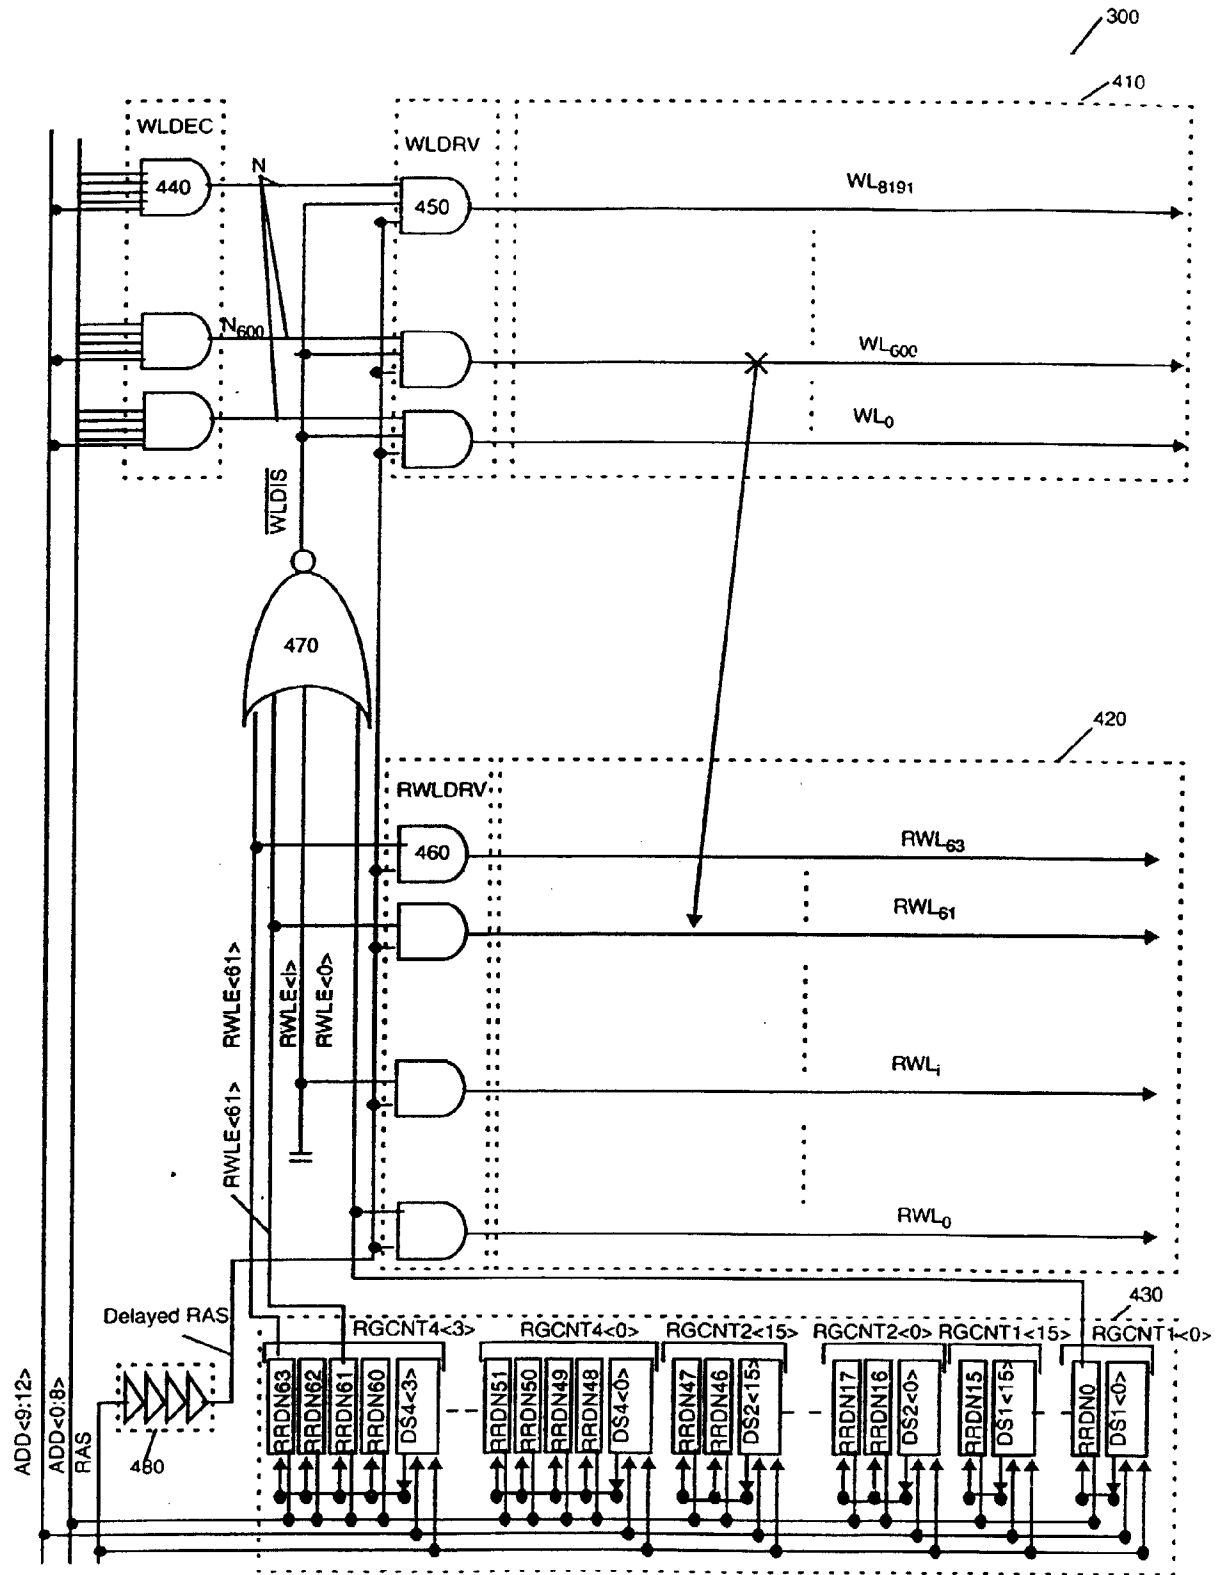 300
410
WLDEC
WLDRV
440
N
450
WL8191
N600
WL600
WL0
WLDIS
470
420
RWLDRV
460
RWL63
RWL61
RWLE<61>
RWLE<i>
RWLE<0>
RWLi
RWLE<61>
RWL0
430
Delayed RAS
RGCNT4<3>
RGCNT4<0>
RGCNT2<15>
RGCNT2<0>
RGCNT1<15>
RGCNT1<0>
RRDN63
RRDN62
RRDN61
RRDN60
DS4<3>
RRDN51
RRDN50
RRDN49
RRDN48
DS4<0>
RRDN47
RRDN46
DS2<15>
RRDN17
RRDN16
DS2<0>
RRDN15
DS1<15>
RRDN0
DS1<0>
480
ADD<9:12>
ADD<0:8>
RAS